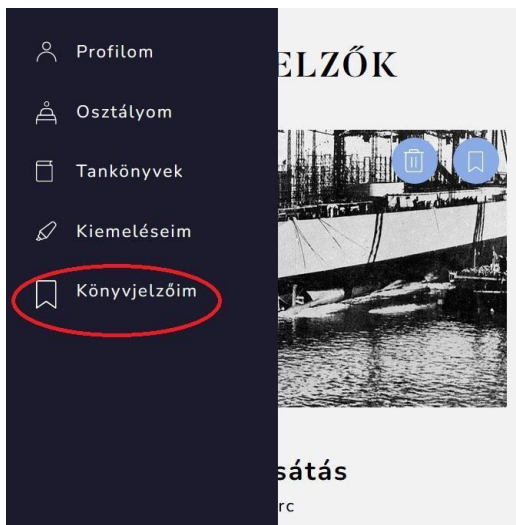 Profilom
ELZŐK
Osztályom
Tankönyvek
Kiemeléseim
Könyvjelzőim
sátás
rc